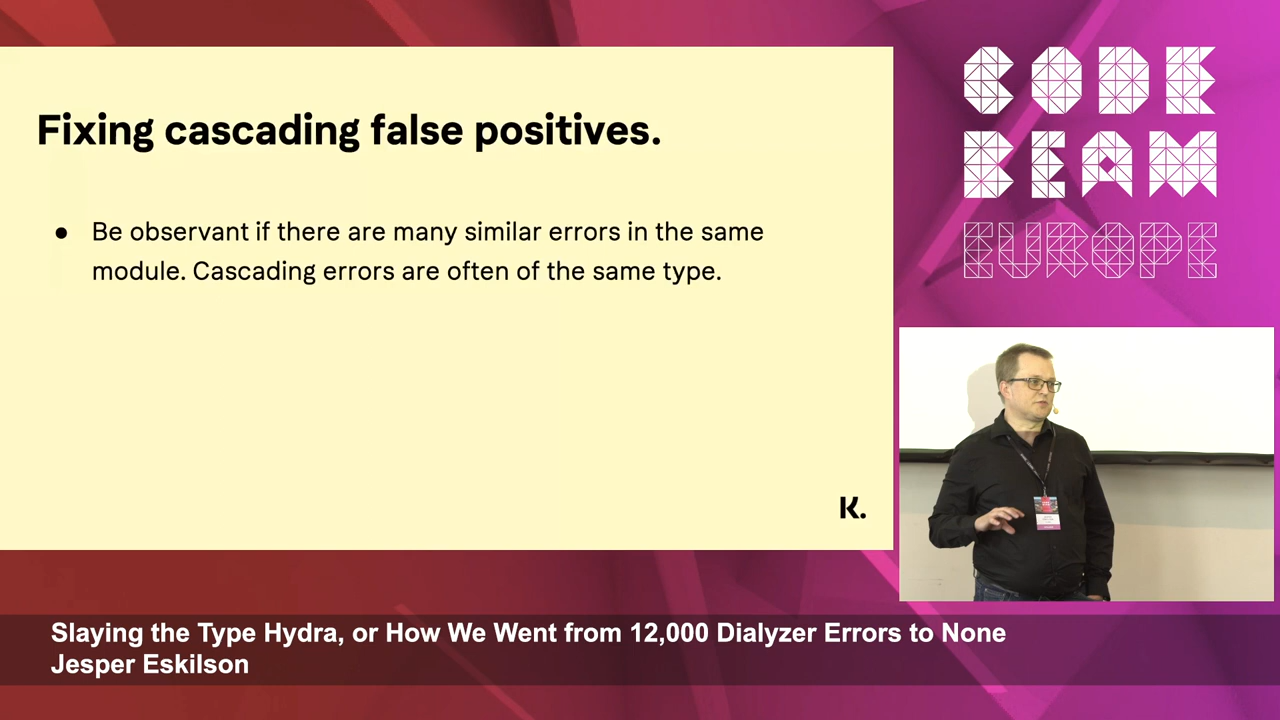 Fixing cascading false positives.
● Be observant if there are many similar errors in the same
module. Cascading errors are often of the same type.
K.
CODE
BEAM
EUROPE
Slaying the Type Hydra, or How We Went from 12,000 Dialyzer Errors to None
Jesper Eskilson